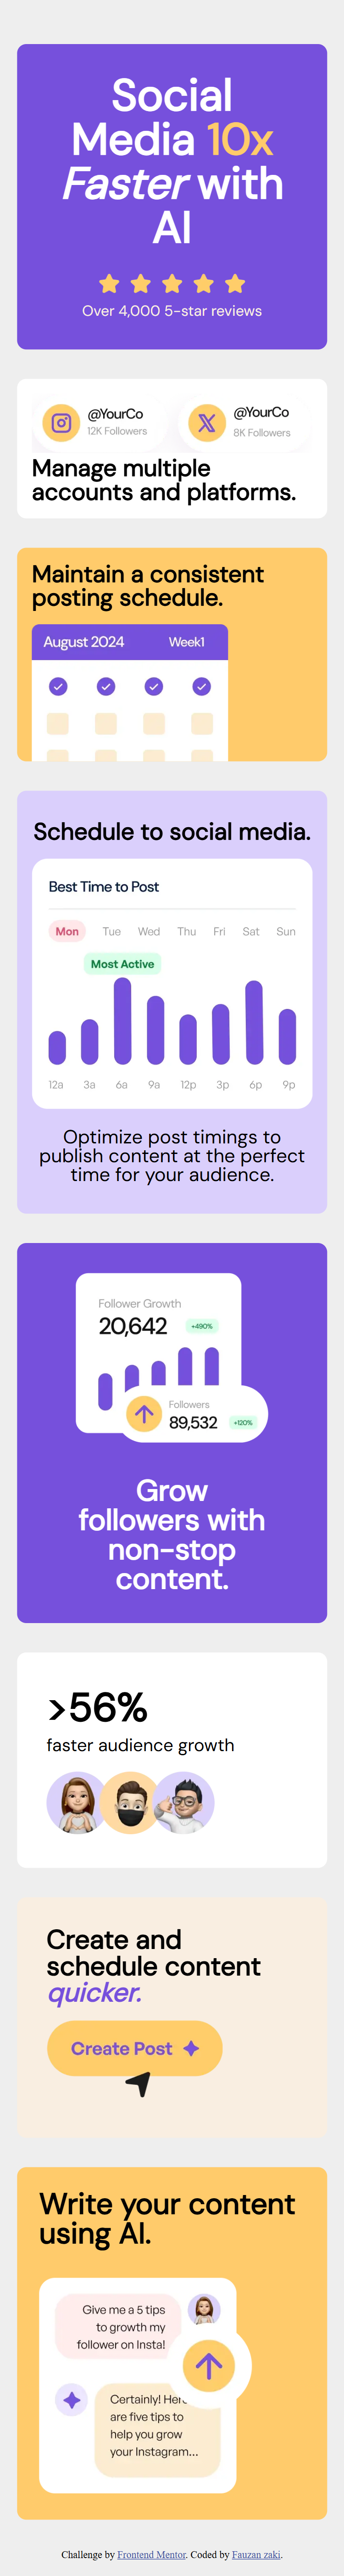 Social
Media 10x
Faster with
AI
Over 4,000 5-star reviews
@YourCo
12K Followers
@YourCo
8K Followers
Manage multiple
accounts and platforms.
Maintain a consistent
posting schedule.
August 2024 Week1
Schedule to social media.
Best Time to Post
Mon Tue Wed Thu Fri Sat Sun
Most Active
12a 3a 6a 9a 12p 3p 6p 9p
Optimize post timings to
publish content at the perfect
time for your audience.
Follower Growth
20,642 +490%
Followers
89,532 +120%
Grow
followers with
non-stop
content.
>56%
faster audience growth
Create and
schedule content
quicker.
Create Post
Write your content
using AI.
Give me a 5 tips
to growth my
follower on Insta!
Certainly! Here
are five tips to
help you grow
your Instagram...
Challenge by Frontend Mentor. Coded by Fauzan zaki.